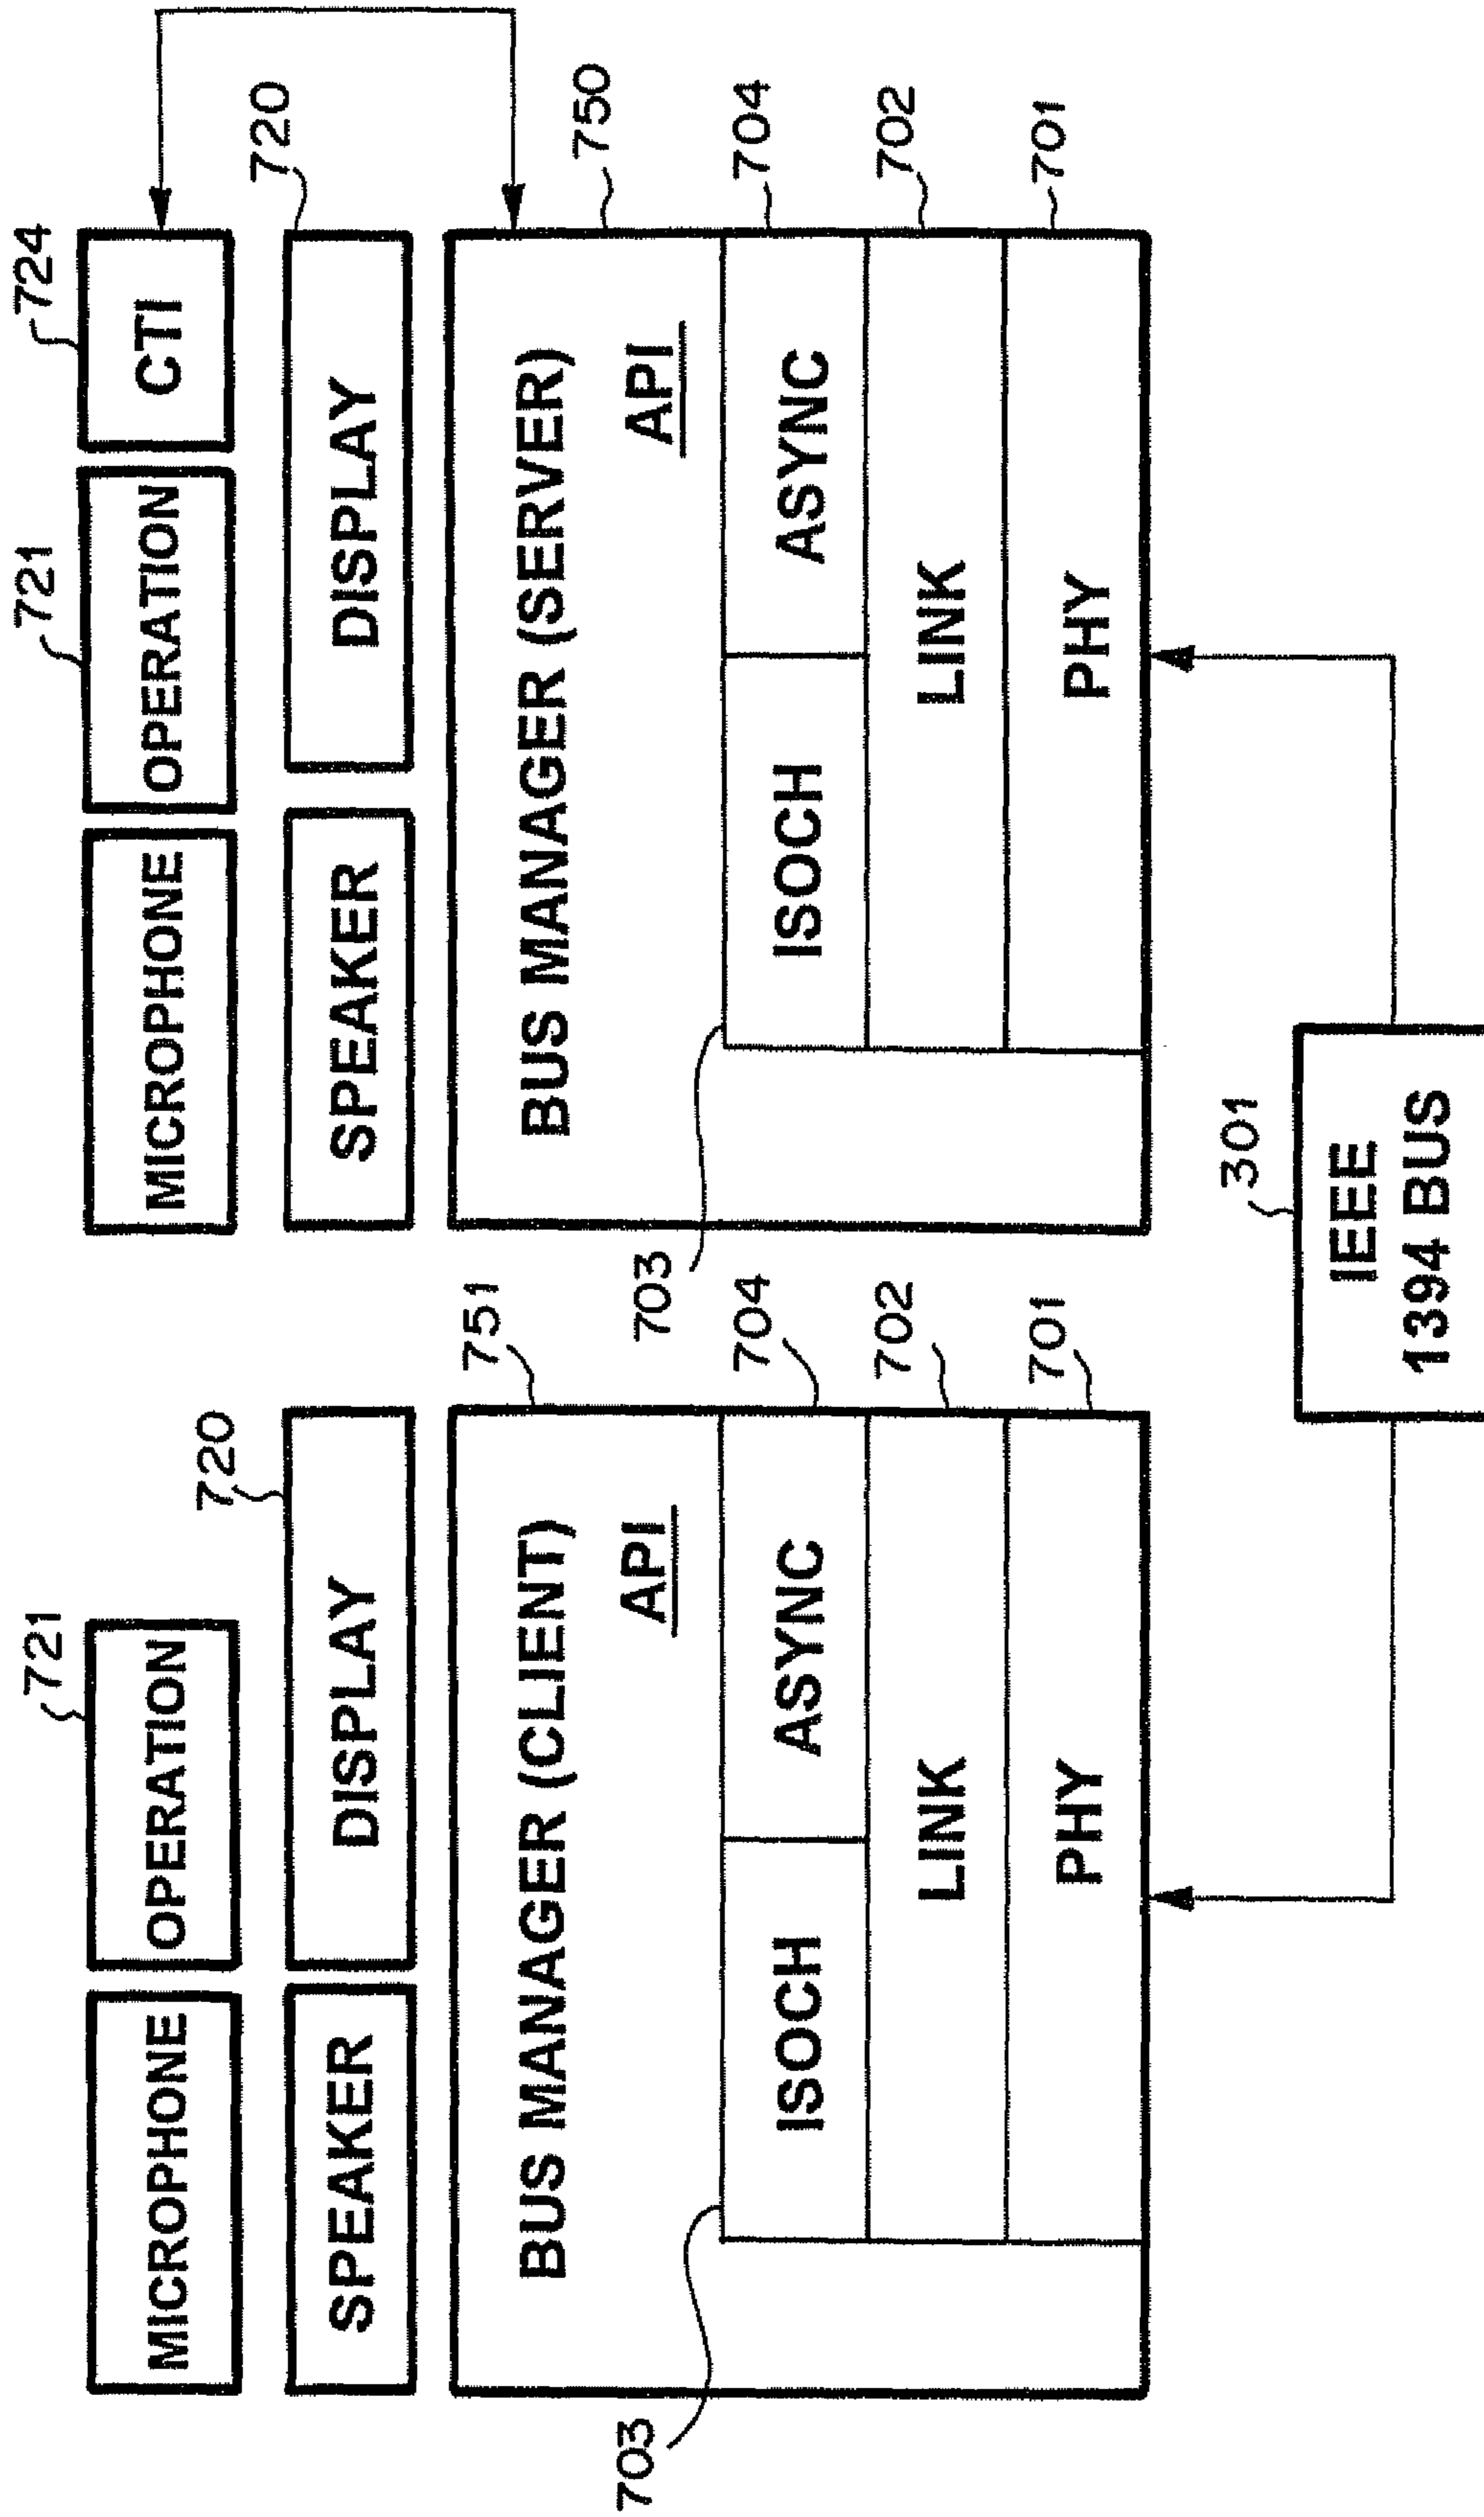 721
724
MICROPHONE
OPERATION
MICROPHONE
OPERATION
CTI
720
720
SPEAKER
DISPLAY
SPEAKER
DISPLAY
751
750
BUS MANAGER (CLIENT)
BUS MANAGER (SERVER)
721
API
API
703
703
704
704
ISOCH
ASYNC
ISOCH
ASYNC
702
702
LINK
LINK
701
701
PHY
PHY
301
IEEE
1394 BUS